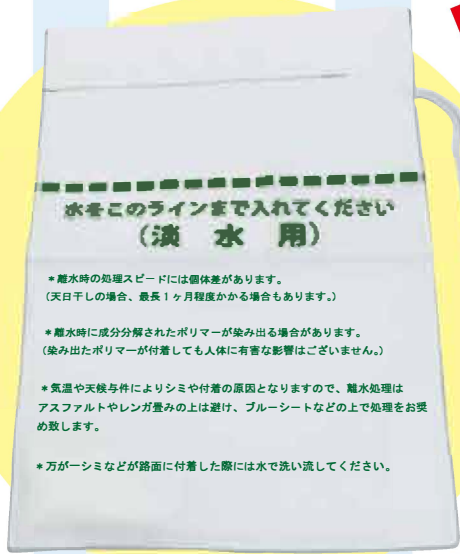 水をこのラインまで入れてください
(淡 水 用)
*離水時の処理スピードには個体差があります。
(天日干しの場合、最長1ヶ月程度かかる場合もあります。)
*離水時に成分分解されたポリマーが染み出る場合があります。
(染み出たポリマーが付着しても人体に有害な影響はございません。)
*気温や天候与件によりシミや付着の原因となりますので、離水処理は
アスファルトやレンガ畳みの上は避け、ブルーシートなどの上で処理をお奨
め致します。
*万が一シミなどが路面に付着した際には水で洗い流してください。